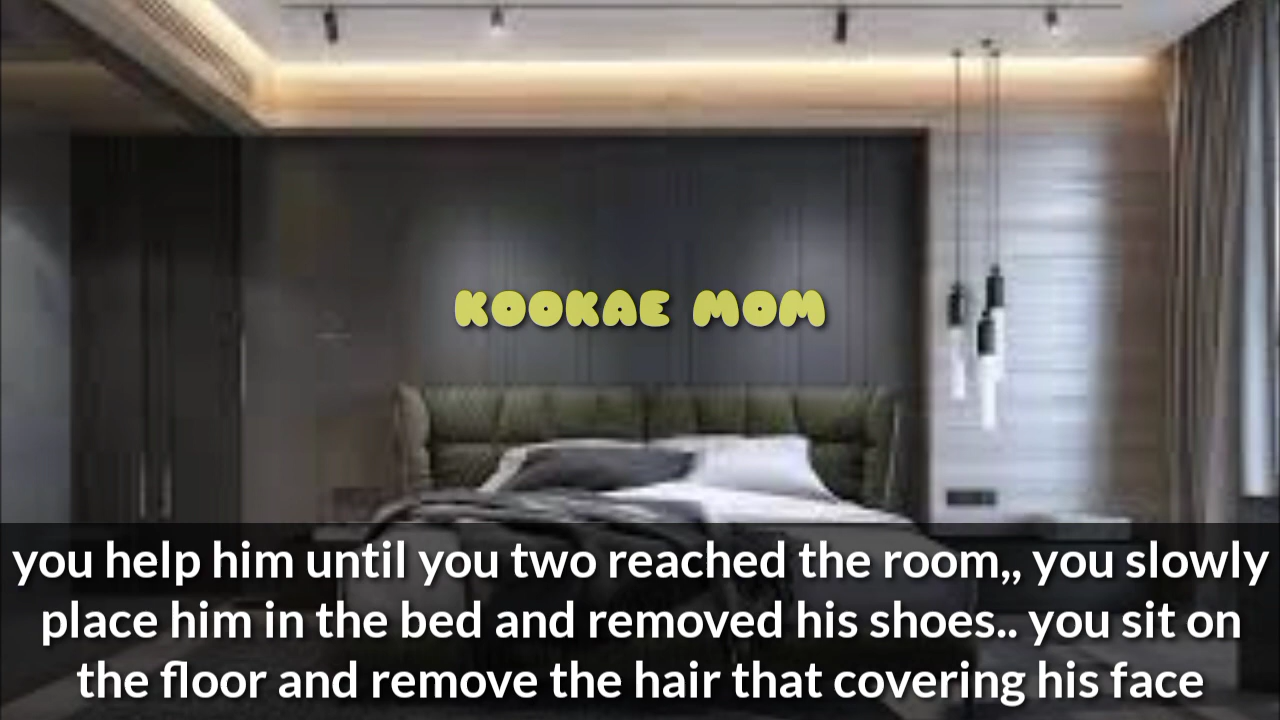 KOOKAE MOM
you help him until you two reached the room,, you slowly
place him in the bed and removed his shoes.. you sit on
the floor and remove the hair that covering his face